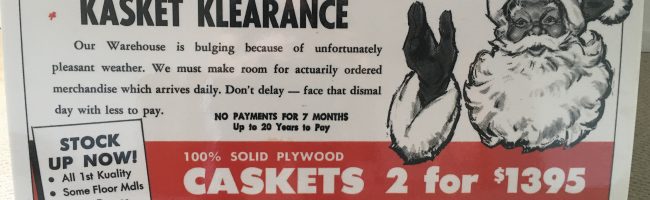 KASKET KLEARANCE
Our Warehouse is bulging because of unfortunately
pleasant weather. We must make room for actuarily ordered
merchandise which arrives daily. Don't delay — face that dismal
day with less to pay.
NO PAYMENTS FOR 7 MONTHS
Up to 20 Years to Pay
STOCK
UP NOW!
• All 1st Kuality
• Some Floor Mdls
100% SOLID PLYWOOD
CASKETS 2 for $1395